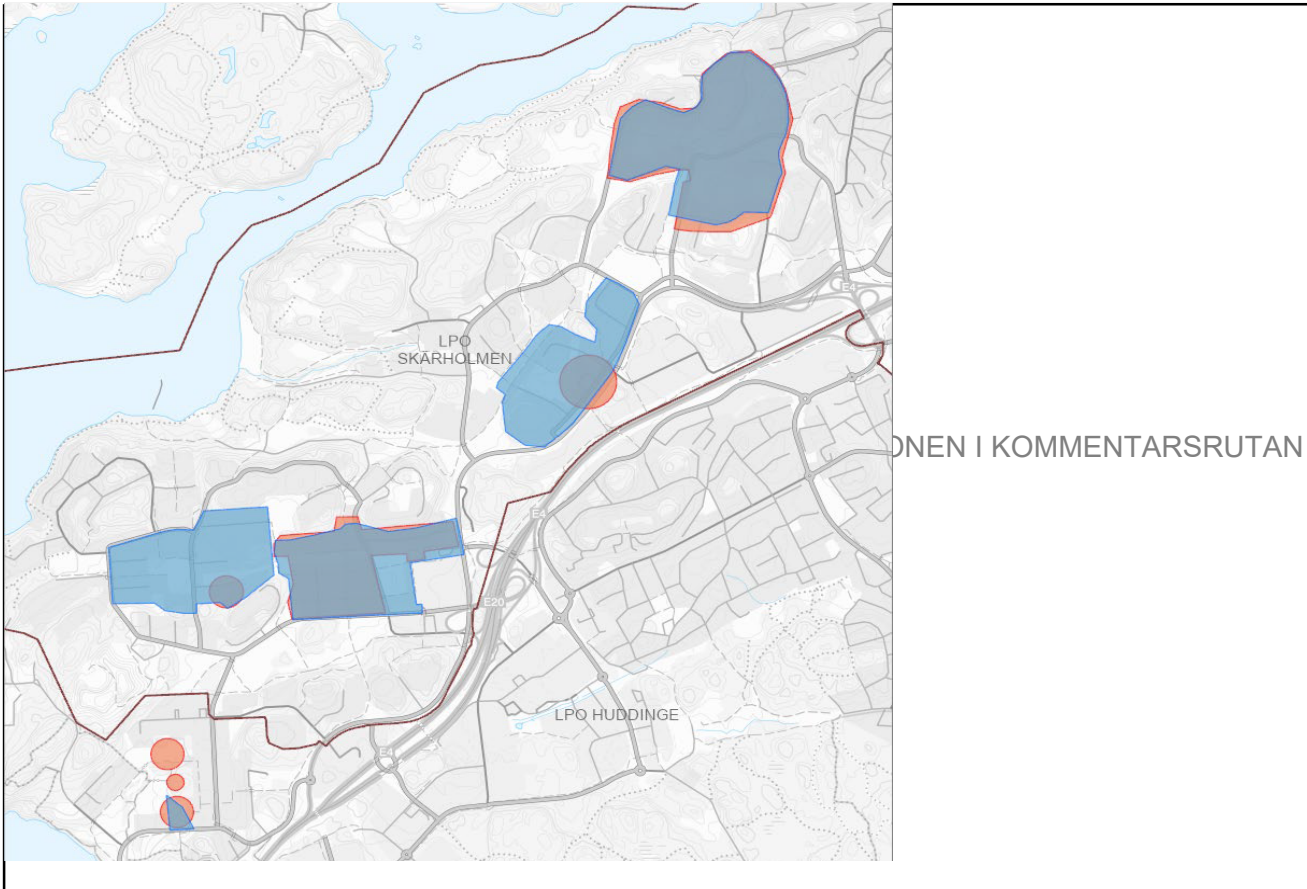 E4
LPO
SKÄRHOLMEN
ONEN I KOMMENTARSRUTAN
E4
E20
LPO HUDDINGE
E4